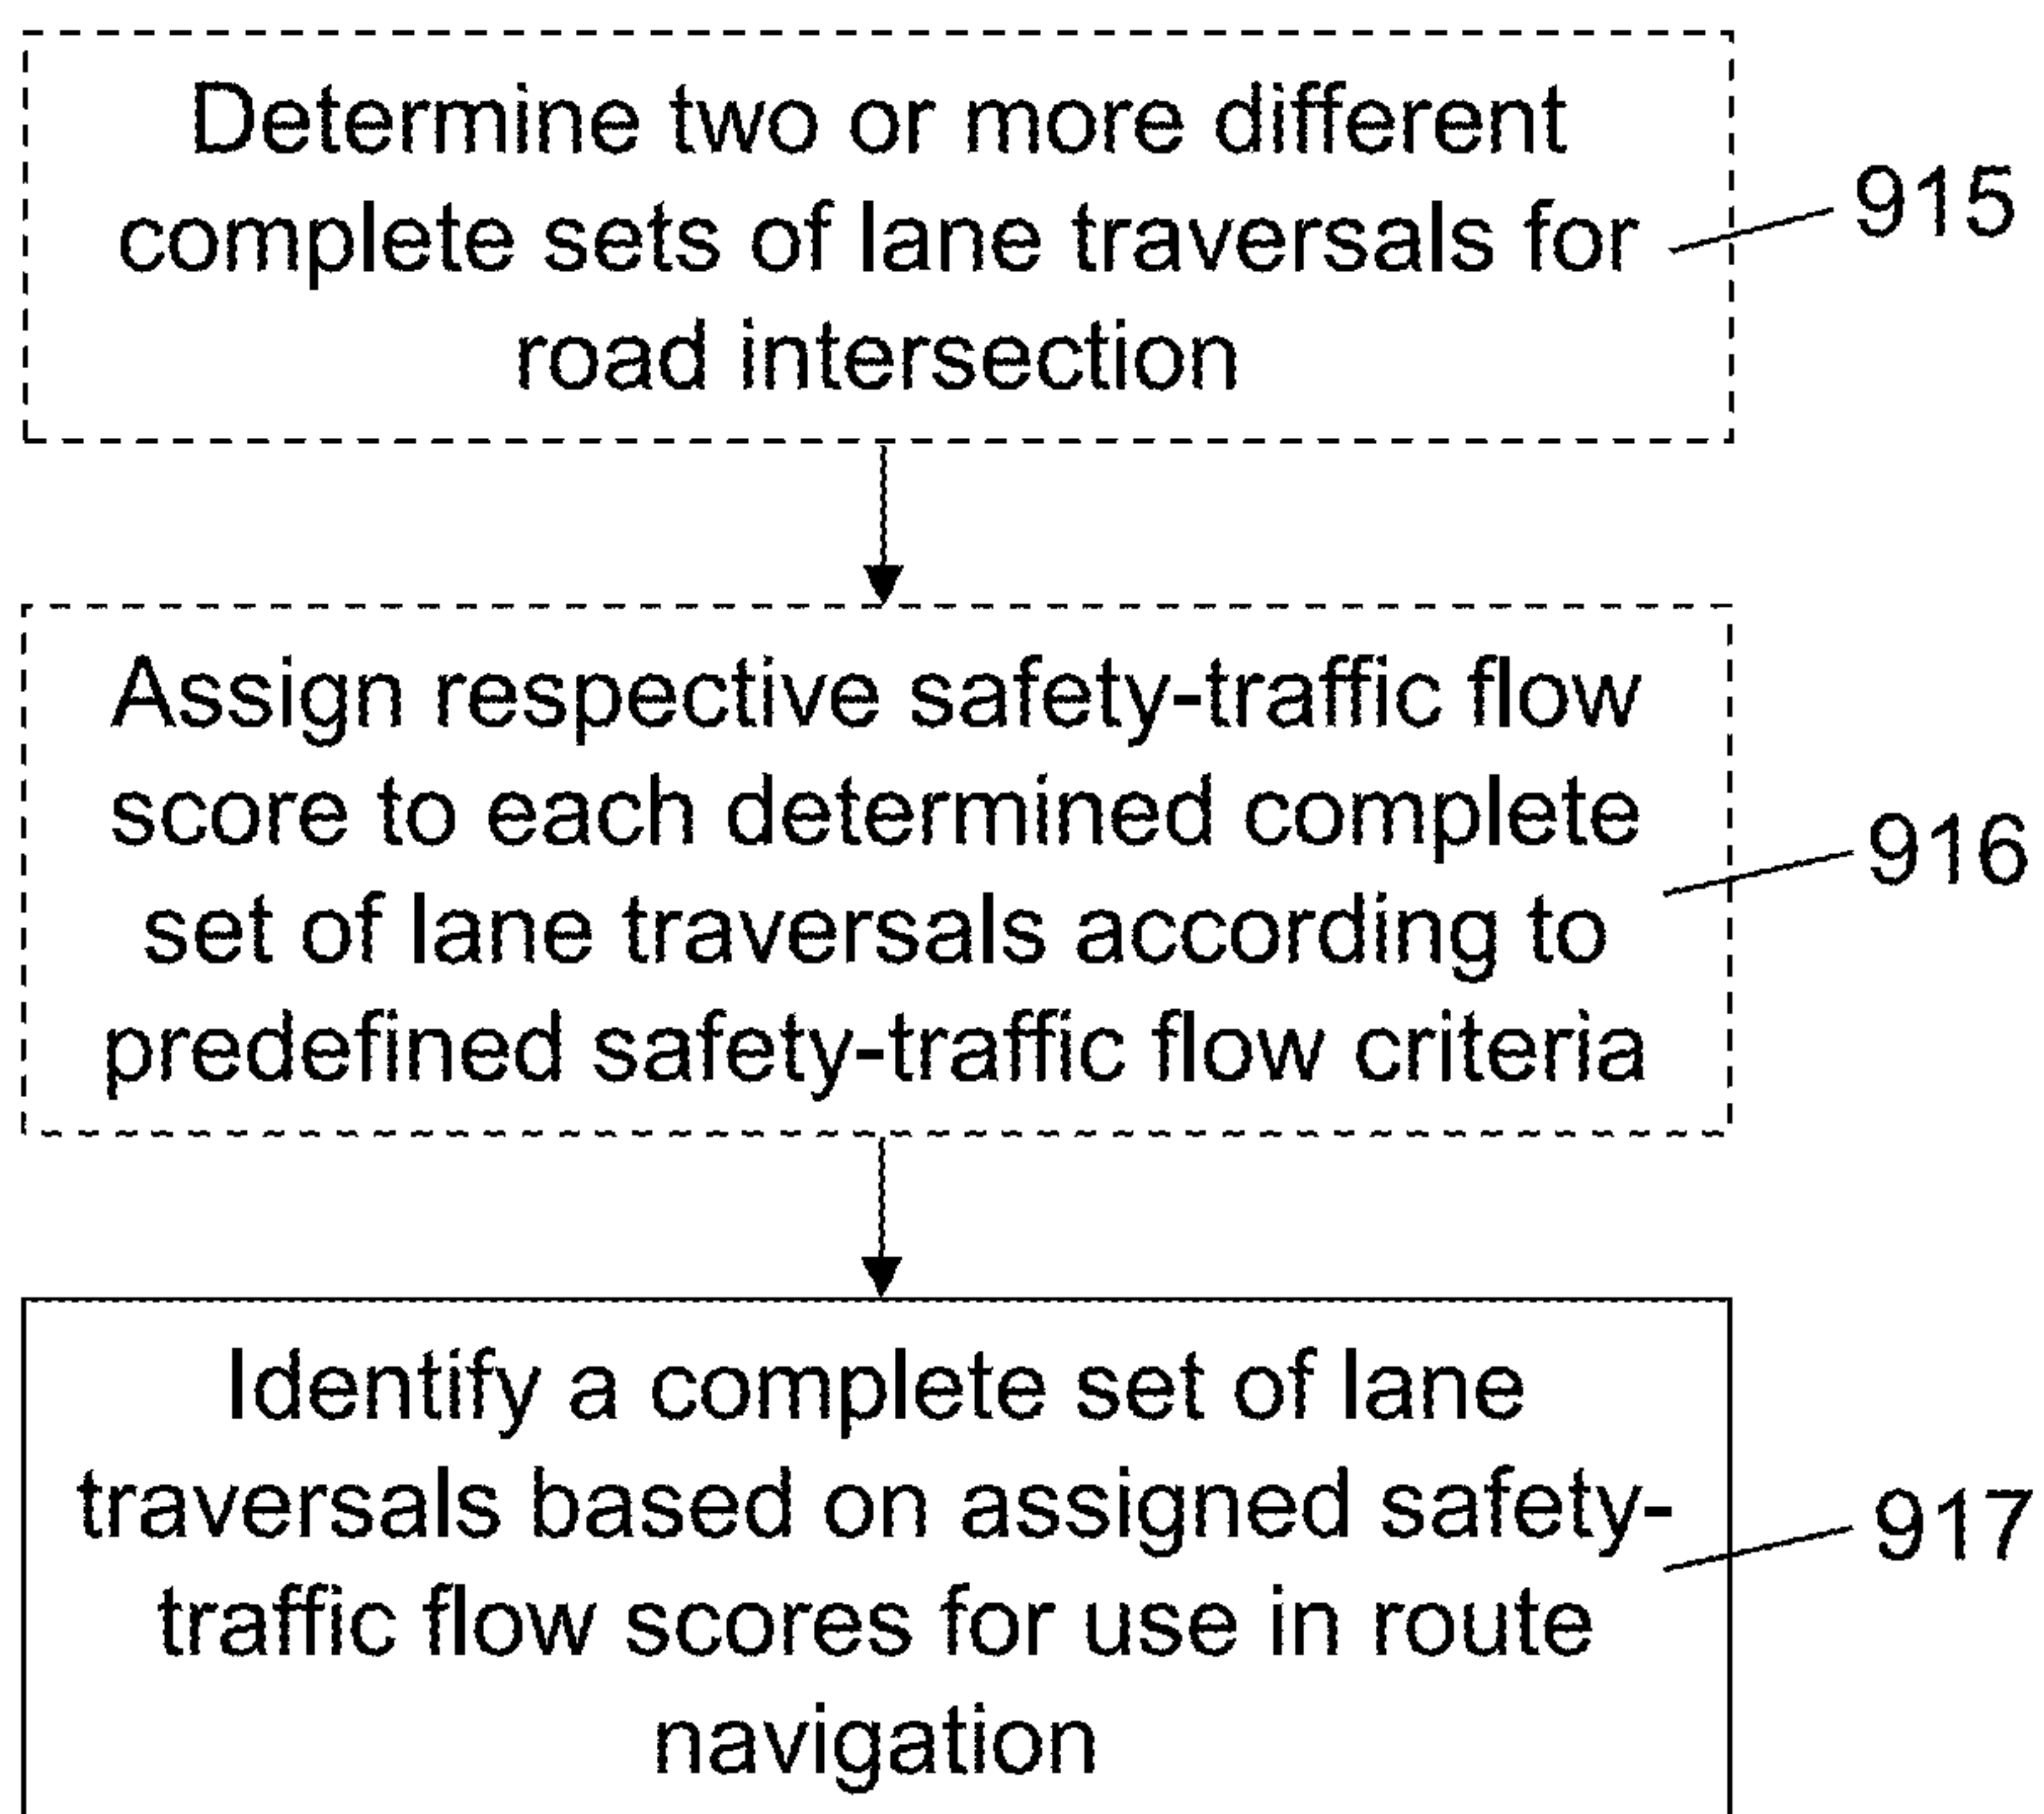 Determine two or more different
complete sets of lane traversals for
road intersection
915
Assign respective safety-traffic flow
score to each determined complete
set of lane traversals according to
predefined safety-traffic flow criteria
916
Identify a complete set of lane
traversals based on assigned safety-
traffic flow scores for use in route
navigation
917